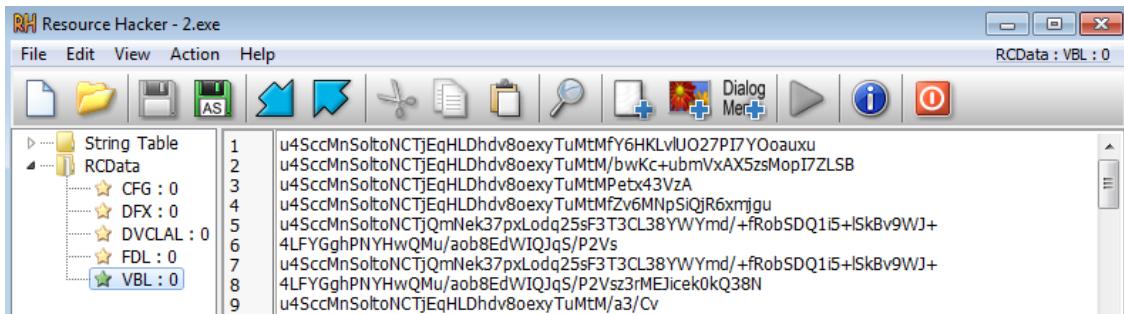 Resource Hacker - 2.exe
File Edit View Action Help
RCData : VBL : 0
AS
Dialog
Mem
String Table
RCData
CFG : 0
DFX : 0
DVCLAL : 0
FDL : 0
VBL : 0
1 u4SccMnSoltoNCTjEqHLDhdv8oexyTuMtMfY6HKLvlUO27PI7YOoauxu
2 u4SccMnSoltoNCTjEqHLDhdv8oexyTuMtM/bwKc+ubmVxAX5zsMopI7ZLSB
3 u4SccMnSoltoNCTjEqHLDhdv8oexyTuMtMPetx43VzA
4 u4SccMnSoltoNCTjEqHLDhdv8oexyTuMtMfZv6MNpSiQjR6xmjgu
5 u4SccMnSoltoNCTjQmNek37pxLodq25sF3T3CL38YWYmd/+fRobSDQ1i5+lSkBv9WJ+
6 4LFYGghPNYHwQMu/aob8EdWIQJqS/P2Vs
7 u4SccMnSoltoNCTjQmNek37pxLodq25sF3T3CL38YWYmd/+fRobSDQ1i5+lSkBv9WJ+
8 4LFYGghPNYHwQMu/aob8EdWIQJqS/P2Vsz3rMEJicek0kQ38N
9 u4SccMnSoltoNCTjEqHLDhdv8oexyTuMtM/a3/Cv